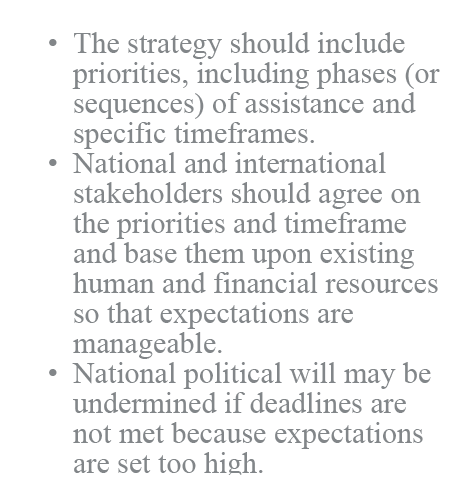 • The strategy should include
priorities, including phases (or
sequences) of assistance and
specific timeframes.
• National and international
stakeholders should agree on
the priorities and timeframe
and base them upon existing
human and financial resources
so that expectations are
manageable.
• National political will may be
undermined if deadlines are
not met because expectations
are set too high.